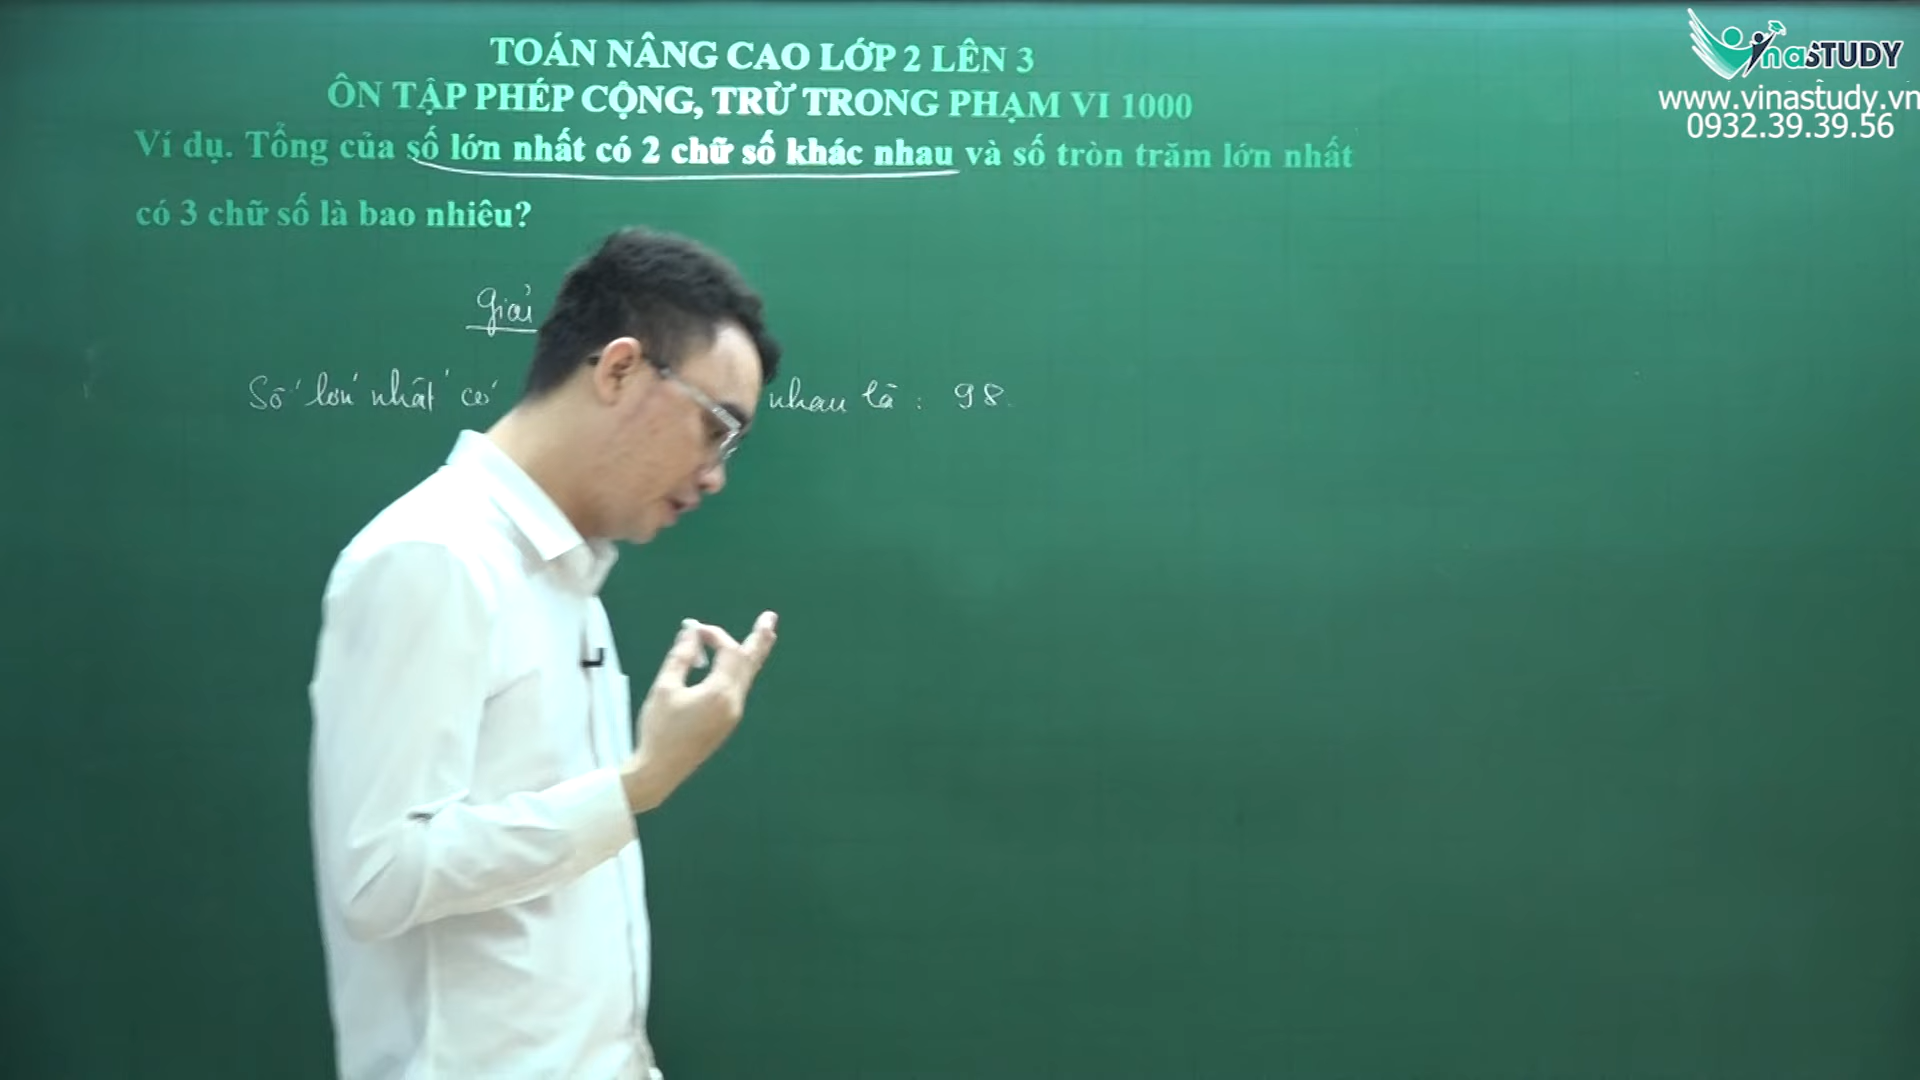 VinaSTUDY
www.vinastudy.vn
0932.39.39.56
TOÁN NÂNG CAO LỚP 2 LÊN 3
ÔN TẬP PHÉP CỘNG, TRỪ TRONG PHẠM VI 1000
Ví dụ. Tổng của số lớn nhất có 2 chữ số khác nhau và số tròn trăm lớn nhất
có 3 chữ số là bao nhiêu?
Giải
Số lớn nhất có nhau là : 98.